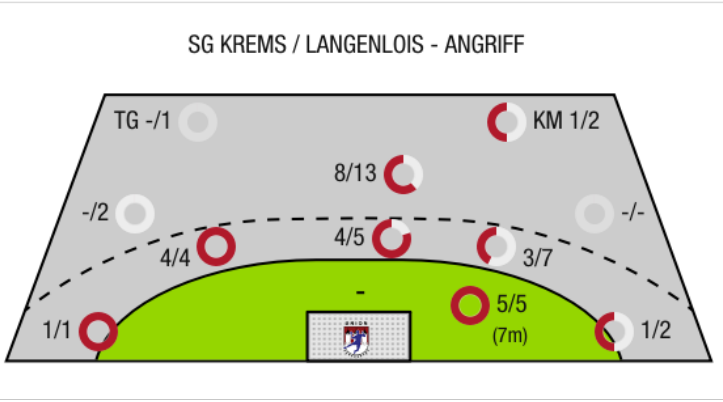 SG KREMS / LANGENLOIS - ANGRIFF
TG -/1
KM 1/2
8/13
-/2
-/-
4/4
4/5
3/7
-
5/5
(7m)
1/1
1/2
UNION